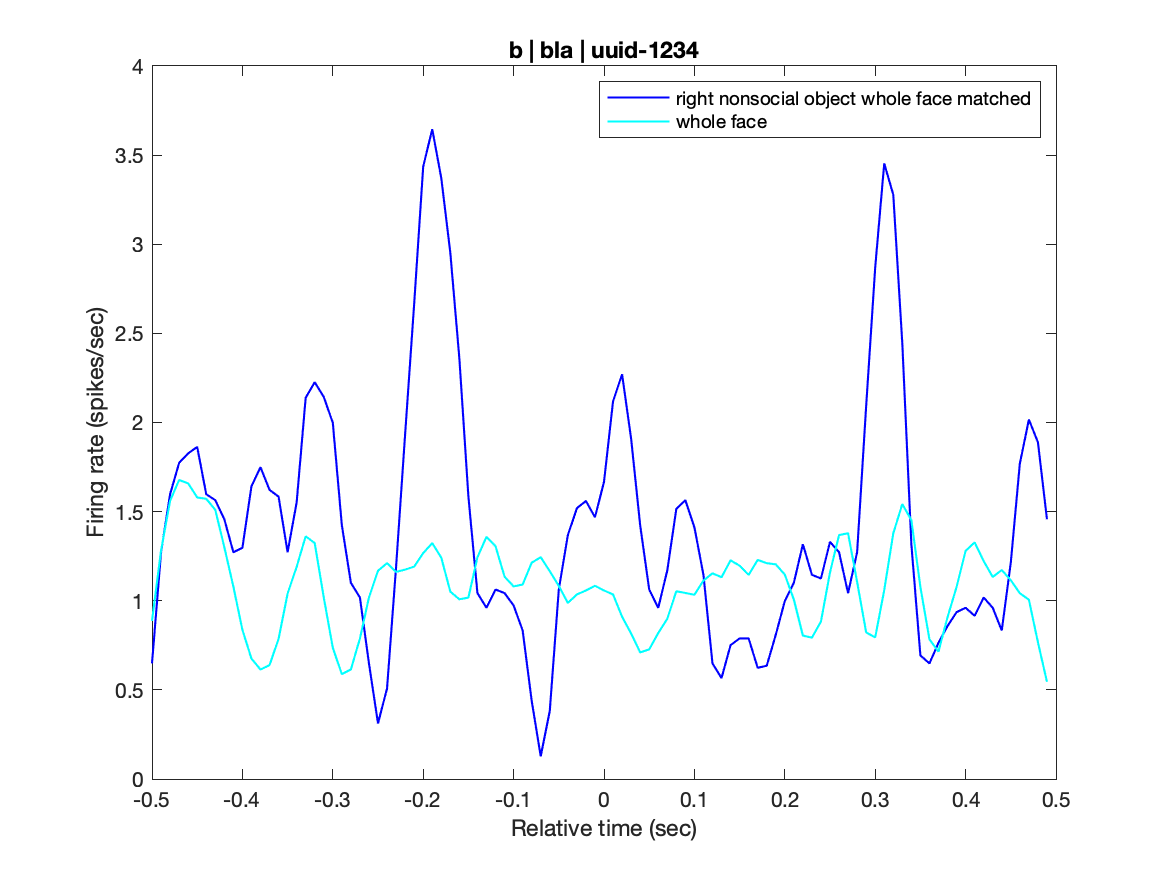 b | bla | uuid-1234
right nonsocial object whole face matched
whole face
Firing rate (spikes/sec)
4
3.5
3
2.5
2
1.5
1
0.5
0
-0.5 -0.4 -0.3 -0.2 -0.1 0 0.1 0.2 0.3 0.4 0.5
Relative time (sec)